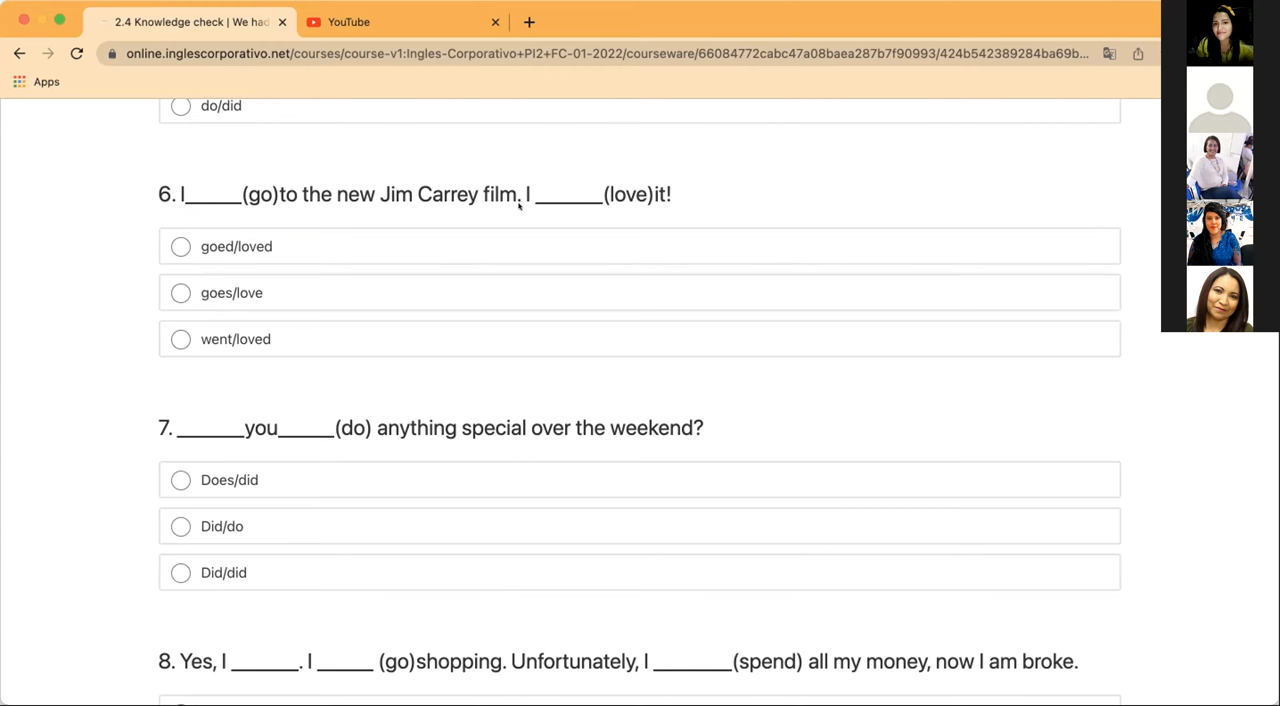 2.4 Knowledge check | We had
YouTube
online.inglescorporativo.net/courses/course-v1:Ingles-Corporativo+PI2+FC-01-2022/courseware/66084772cabc47a08baea287b7f90993/424b542389284ba69b...
Apps
do/did
6. I_____(go)to the new Jim Carrey film. I ______(love)it!
goed/loved
goes/love
went/loved
7. ______you_____(do) anything special over the weekend?
Does/did
Did/do
Did/did
8. Yes, I ______. I _____ (go)shopping. Unfortunately, I _______(spend) all my money, now I am broke.